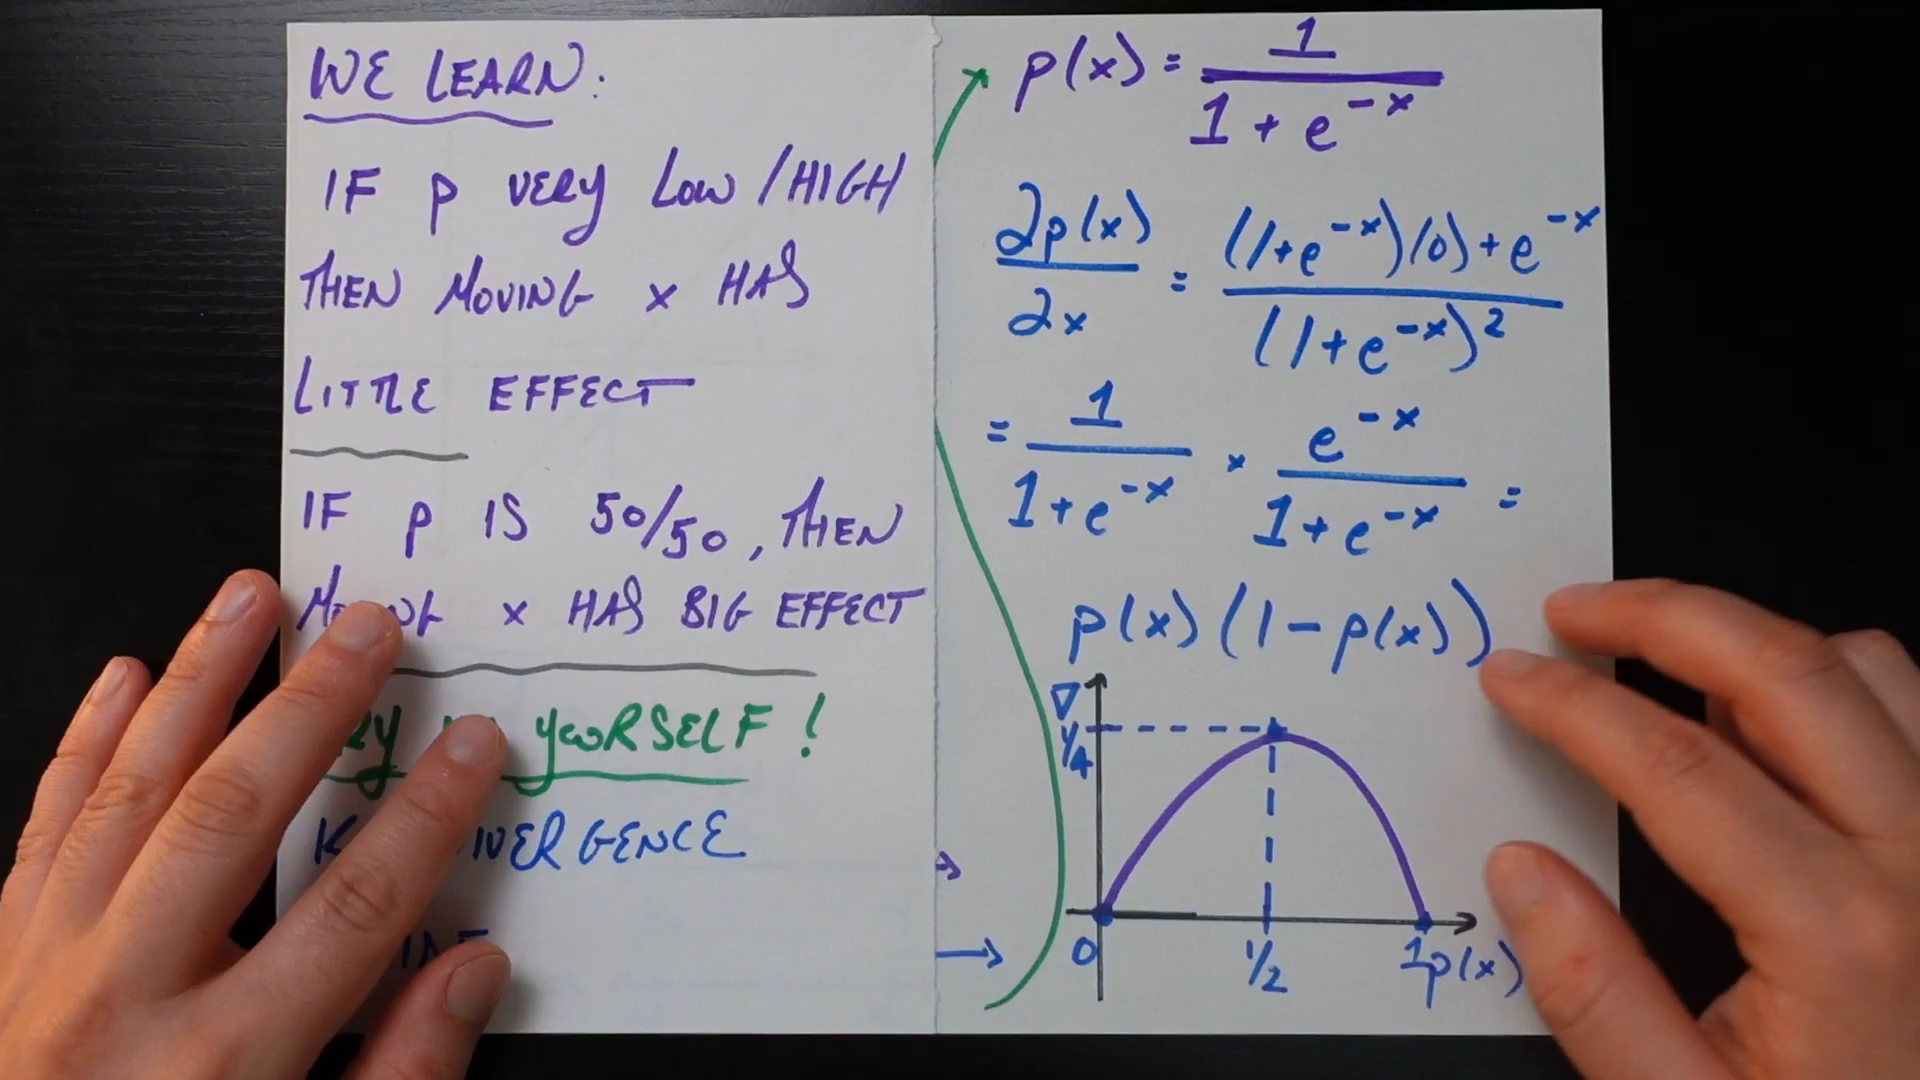 WE LEARN:
IF p VERY LOW/HIGH
THEN MOVING x HAS
LITTLE EFFECT
IF p IS 50/50, THEN
x HAS BIG EFFECT
YOURSELF!
p(x) = 1 / (1 + e^-x)
∂p(x)/∂x = ((1+e^-x)(0) + e^-x) / (1+e^-x)^2
= 1/(1+e^-x) × e^-x/(1+e^-x) =
p(x)(1-p(x))
∇
1/4
0 1/2 1 p(x)